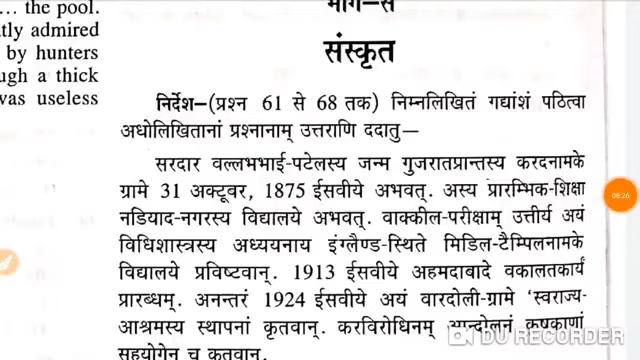 ... the pool.
tly admired
by hunters
ugh a thick
was useless
भाग–स
संस्कृत
निर्देश–(प्रश्न 61 से 68 तक) निम्नलिखितं गद्यांशं पठित्वा
अधोलिखितानां प्रश्नानाम् उत्तराणि ददातु—
सरदार वल्लभभाई-पटेलस्य जन्म गुजरातप्रान्तस्य करदनामके
ग्रामे 31 अक्टूबर, 1875 ईसवीये अभवत्. अस्य प्रारम्भिक-शिक्षा
नडियाद-नगरस्य विद्यालये अभवत्. वाक्कील-परीक्षाम् उत्तीर्य अयं
विधिशास्त्रस्य अध्ययनाय इंग्लैण्ड-स्थिते मिडिल-टैम्पिलनामके
विद्यालये प्रविष्टवान्. 1913 ईसवीये अहमदाबादे वकालतकार्यं
प्रारब्धम्. अनन्तरं 1924 ईसवीये अयं वारदोली-ग्रामे 'स्वराज्य-
आश्रमस्य स्थापनां कृतवान्. करविरोधिनम् आन्दोलनं कृषकाणां
सहयोगेन च कृतवान्.
08:26
DU RECORDER